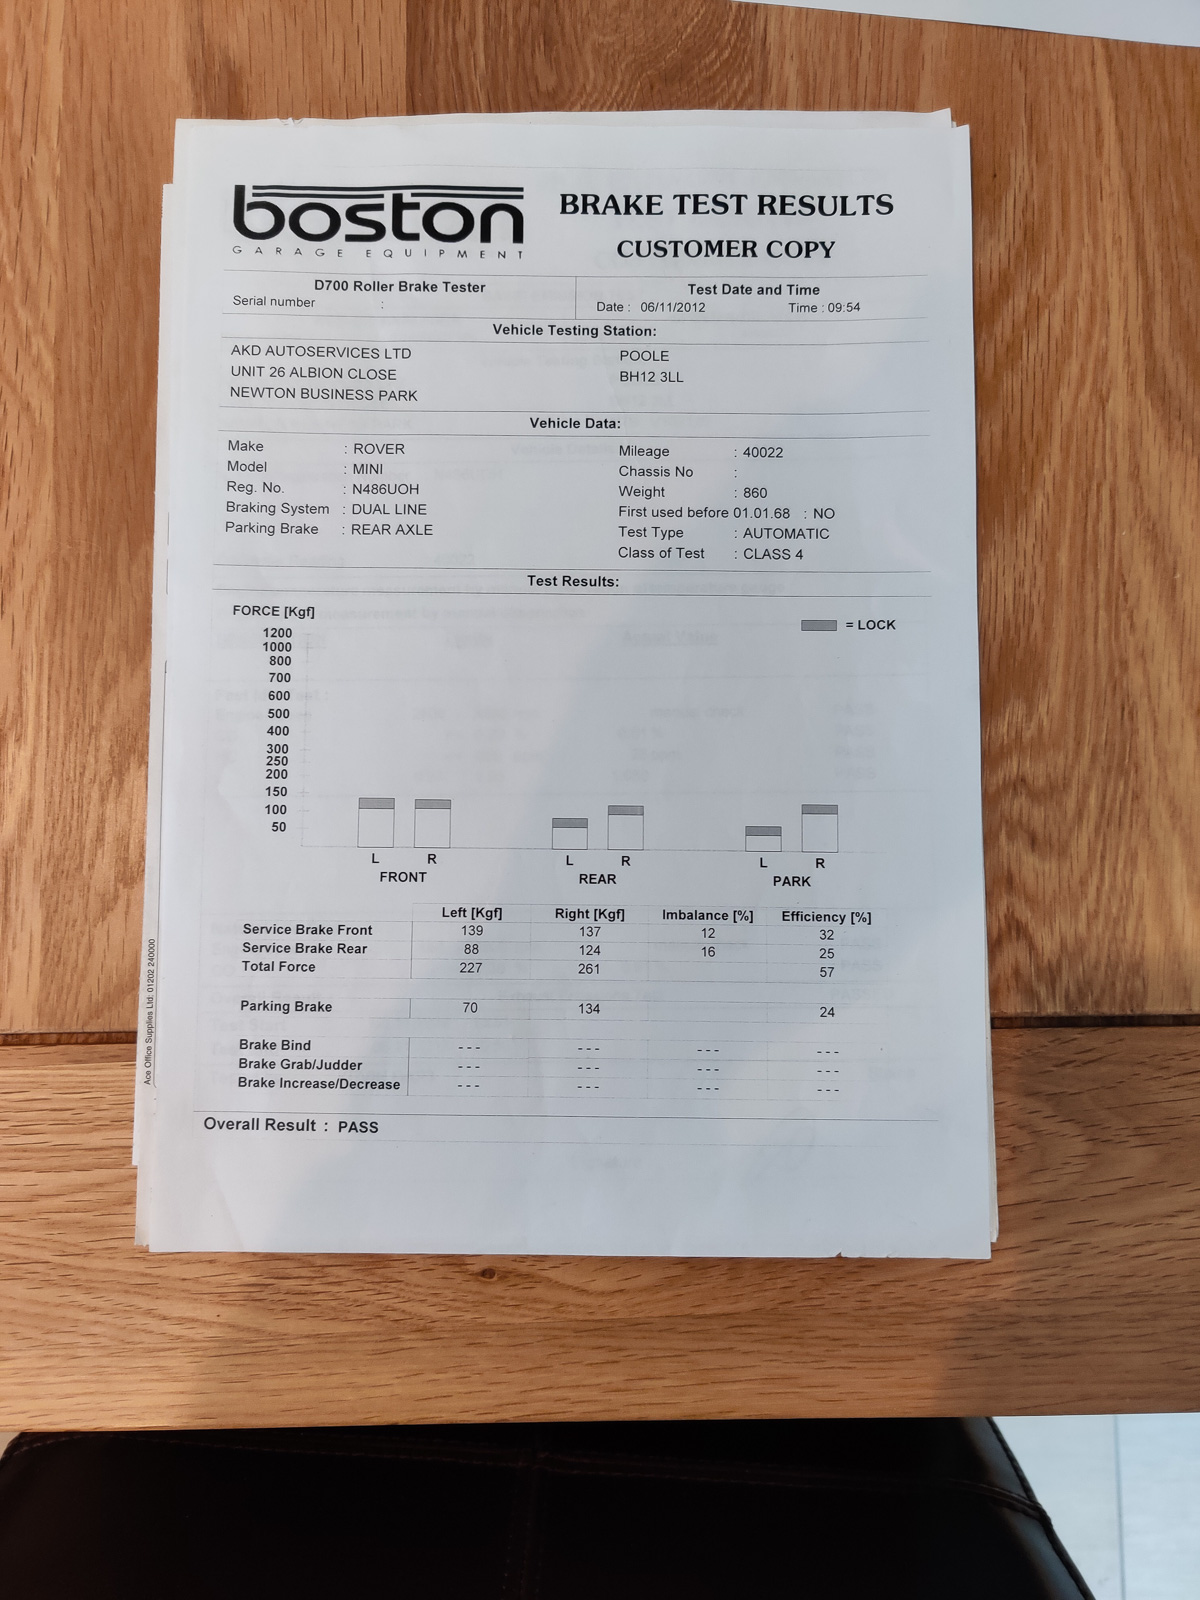 boston
GARAGE EQUIPMENT
BRAKE TEST RESULTS
CUSTOMER COPY
D700 Roller Brake Tester
Serial number :
Test Date and Time
Date : 06/11/2012 Time : 09:54
Vehicle Testing Station:
AKD AUTOSERVICES LTD POOLE
UNIT 26 ALBION CLOSE BH12 3LL
NEWTON BUSINESS PARK
Vehicle Data:
Make : ROVER Mileage : 40022
Model : MINI Chassis No :
Reg. No. : N486UOH Weight : 860
Braking System : DUAL LINE First used before 01.01.68 : NO
Parking Brake : REAR AXLE Test Type : AUTOMATIC
Class of Test : CLASS 4
Test Results:
FORCE [Kgf]
= LOCK
1200
1000
800
700
600
500
400
300
250
200
150
100
50
L R L R L R
FRONT REAR PARK
Left [Kgf] Right [Kgf] Imbalance [%] Efficiency [%]
Service Brake Front 139 137 12 32
Service Brake Rear 88 124 16 25
Total Force 227 261 57
Parking Brake 70 134 24
Brake Bind --- --- --- ---
Brake Grab/Judder --- --- --- ---
Brake Increase/Decrease --- --- --- ---
Overall Result : PASS
Ace Office Supplies Ltd: 01202 240000